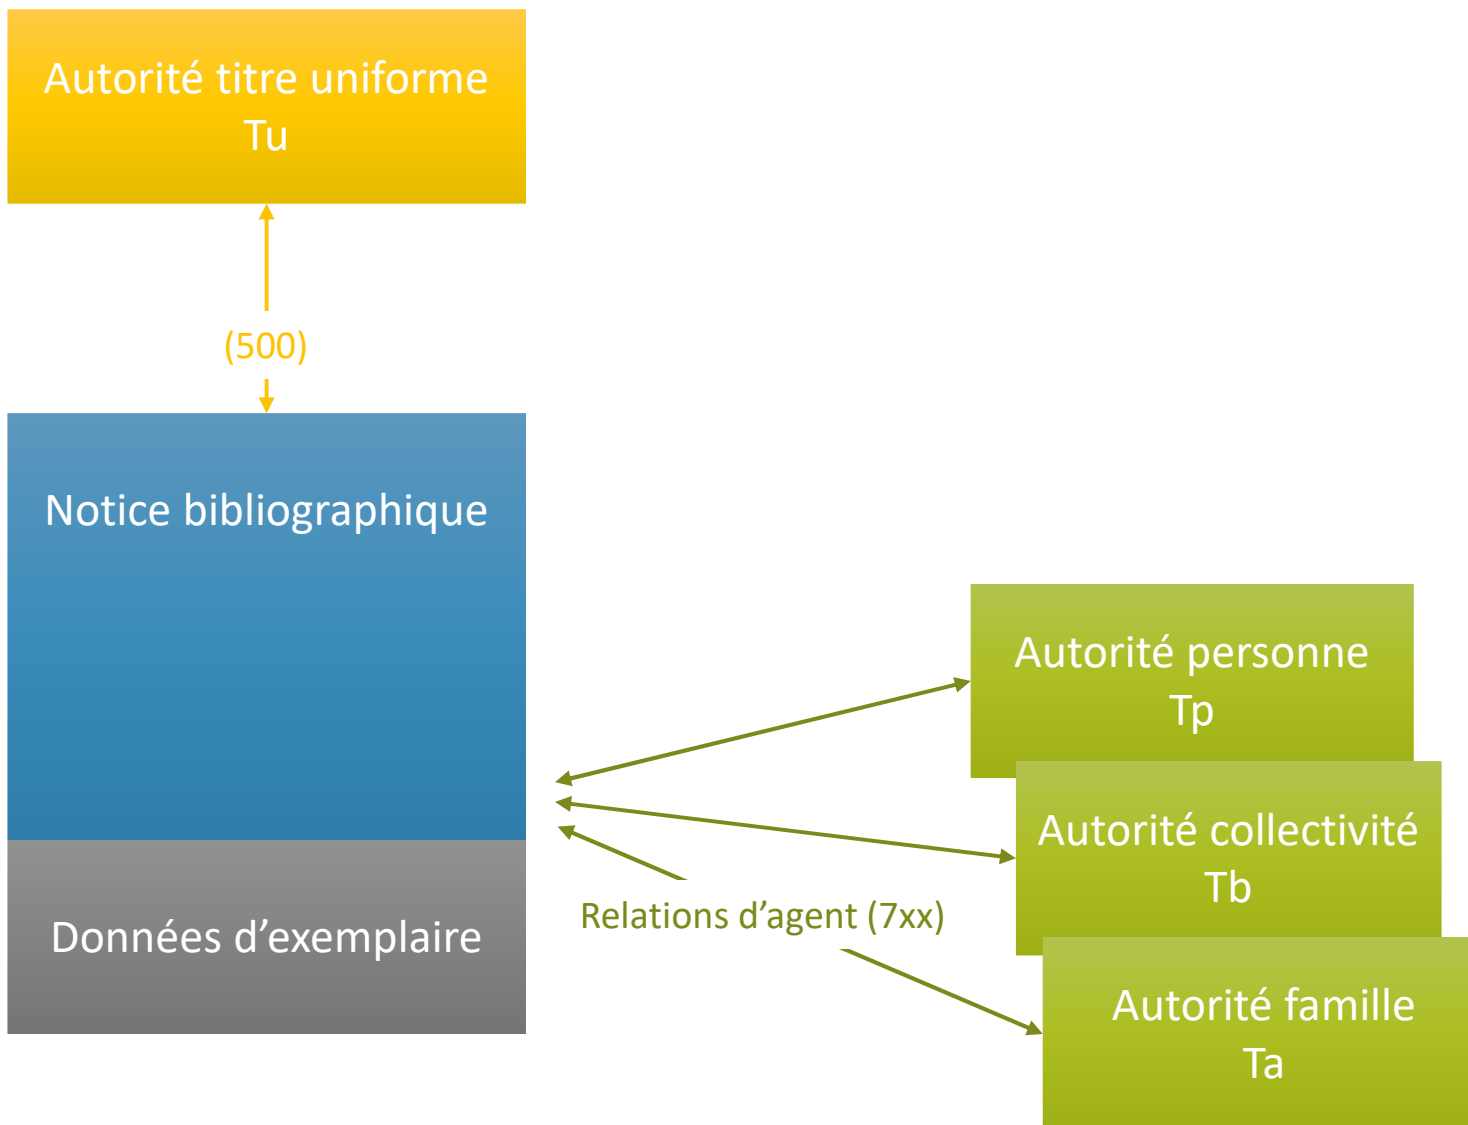 Autorité titre uniforme
Tu
(500)
Notice bibliographique
Données d’exemplaire
Relations d’agent (7xx)
Autorité personne
Tp
Autorité collectivité
Tb
Autorité famille
Ta